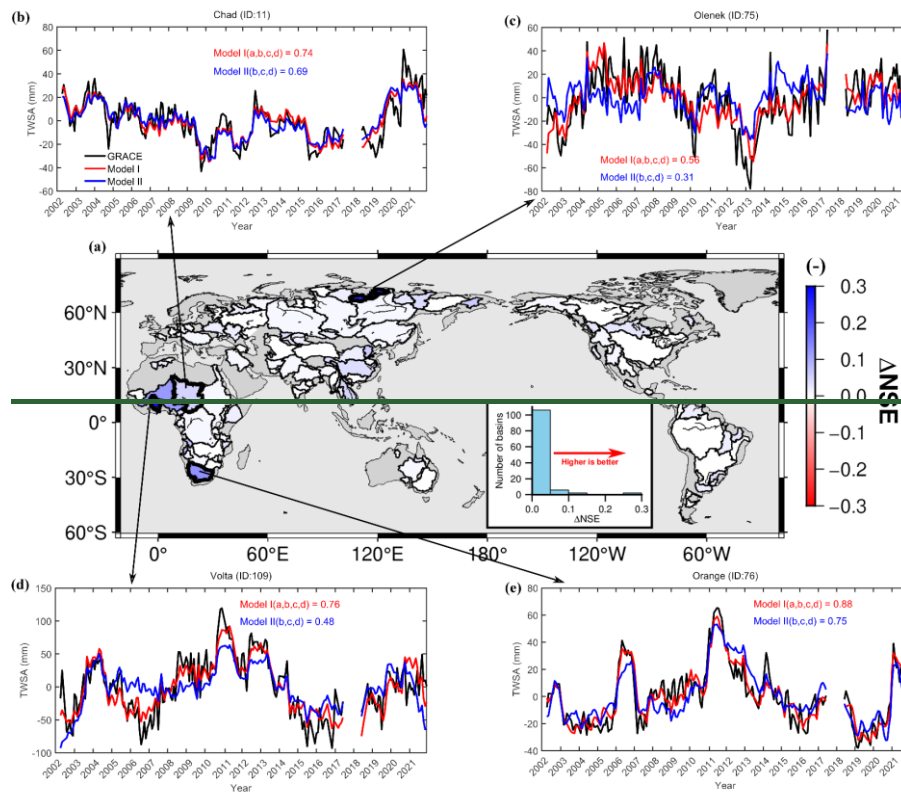 (b) Chad (ID:11)
TWSA (mm)
80
60
40
20
0
-20
-40
-60
Model I(a,b,c,d) = 0.74
Model II(b,c,d) = 0.69
GRACE
Model I
Model II
2002 2003 2004 2005 2006 2007 2008 2009 2010 2011 2012 2013 2015 2016 2017 2018 2019 2020 2021
Year
(c) Olenek (ID:75)
TWSA (mm)
60
40
20
0
-20
-40
-60
-80
Model I(a,b,c,d) = 0.56
Model II(b,c,d) = 0.31
2002 2003 2004 2005 2006 2007 2008 2009 2010 2011 2012 2013 2014 2015 2016 2017 2018 2019 2020 2021
Year
(a)
60°N
30°N
0°
30°S
60°S
0° 60°E 120°E 180° 120°W 60°W
Number of basins
100
80
60
40
20
0
0.0 0.1 0.2 0.3
ΔNSE
Higher is better
(-)
0.3
0.2
0.1
0.0
−0.1
−0.2
−0.3
ΔNSE
(d) Volta (ID:109)
TWSA (mm)
150
100
50
0
-50
-100
Model I(a,b,c,d) = 0.76
Model II(b,c,d) = 0.48
2002 2003 2004 2005 2006 2007 2008 2009 2010 2011 2012 2013 2014 2015 2016 2017 2018 2019 2020 2021
Year
Orange (ID:76) (e)
TWSA (mm)
80
60
40
20
0
-20
-40
Model I(a,b,c,d) = 0.88
Model II(b,c,d) = 0.75
2002 2003 2004 2005 2006 2007 2008 2009 2010 2011 2012 2013 2014 2015 2016 2017 2018 2019 2020 2021
Year